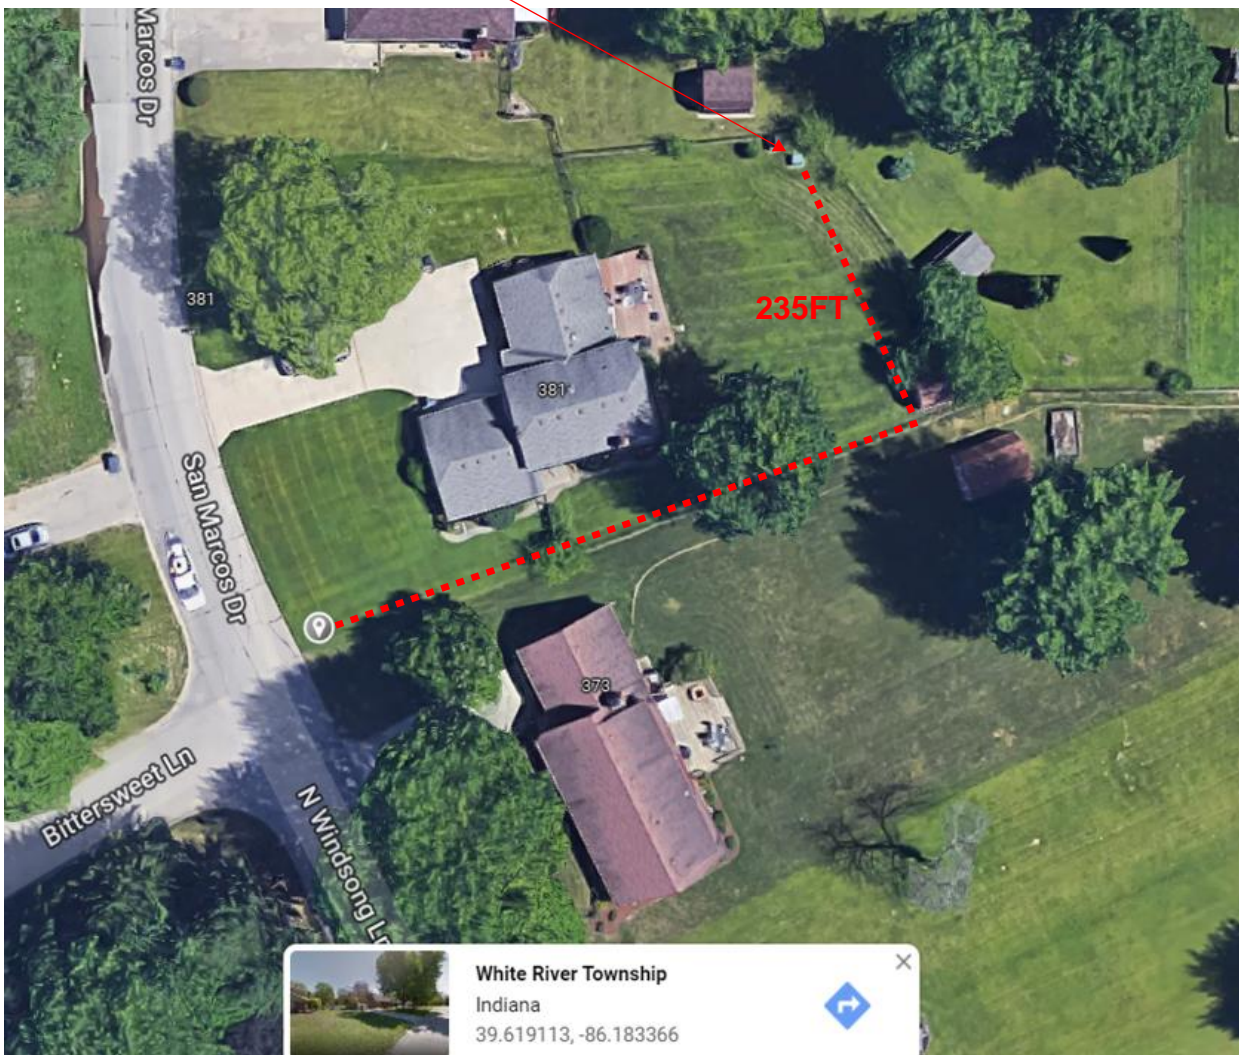 Marcos Dr
381
235FT
381
San Marcos Dr
373
Bittersweet Ln
N Windsong Ln
White River Township
Indiana
39.619113, -86.183366